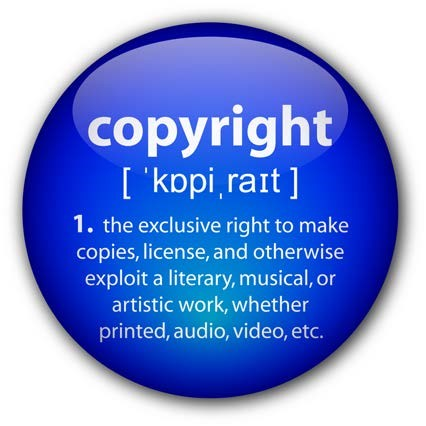 copyright
[ ˈkɒpiˌraɪt ]
1. the exclusive right to make
copies, license, and otherwise
exploit a literary, musical, or
artistic work, whether
printed, audio, video, etc.